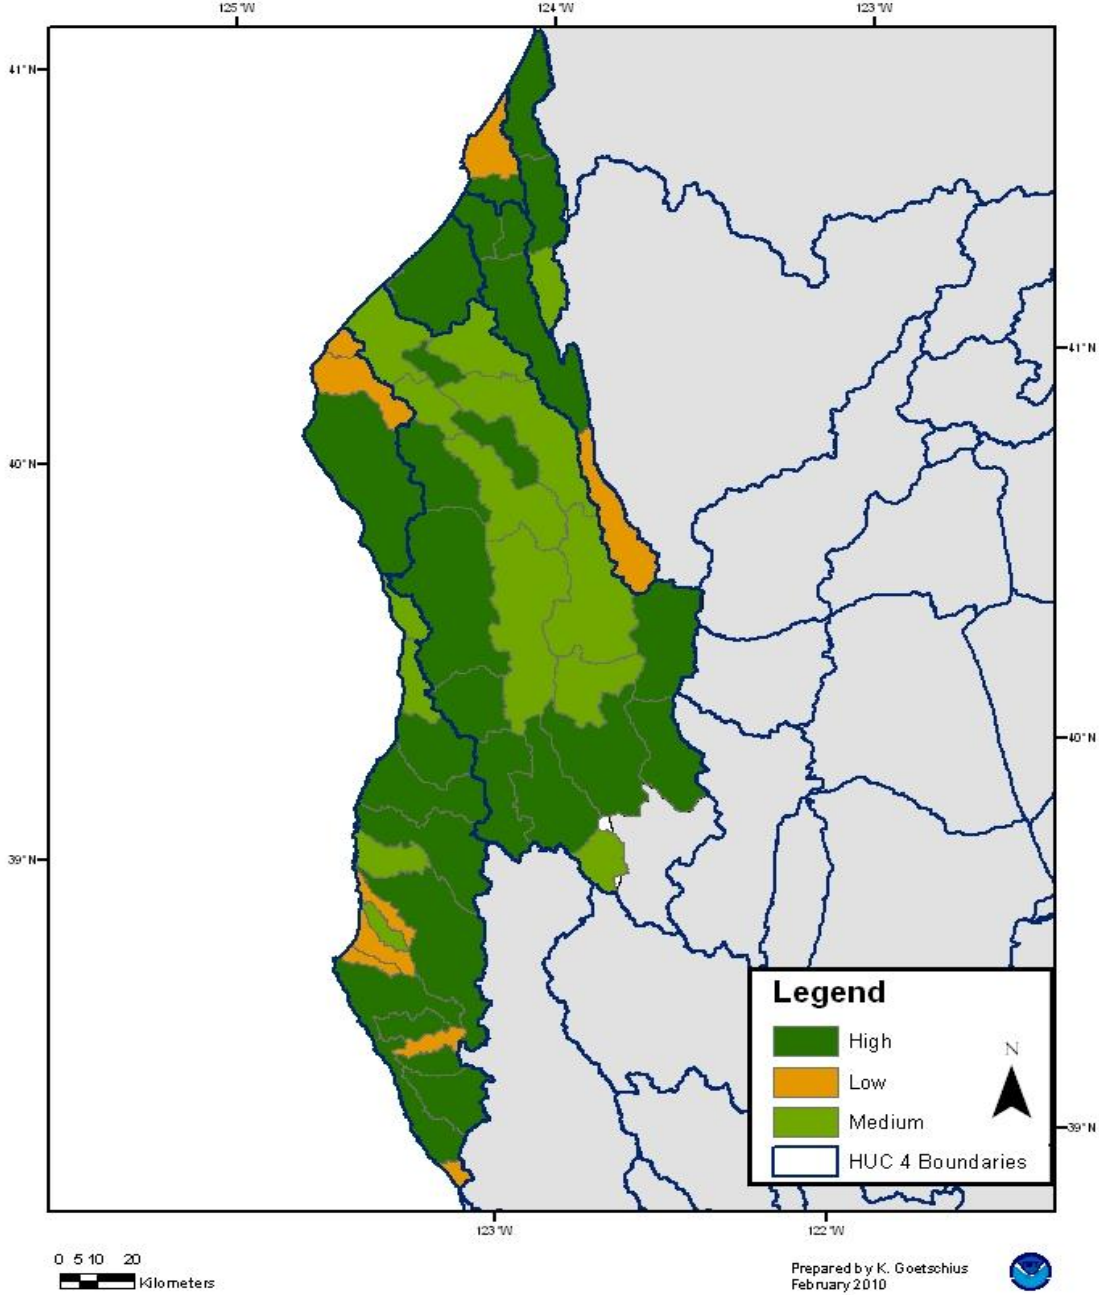 125°W 124°W 123°W
41°N
41°N
40°N
40°N
39°N
39°N
Legend
High
Low
Medium
HUC 4 Boundaries
N
123°W 122°W
0 5 10 20
Kilometers
Prepared by K. Goetschius
February 2010